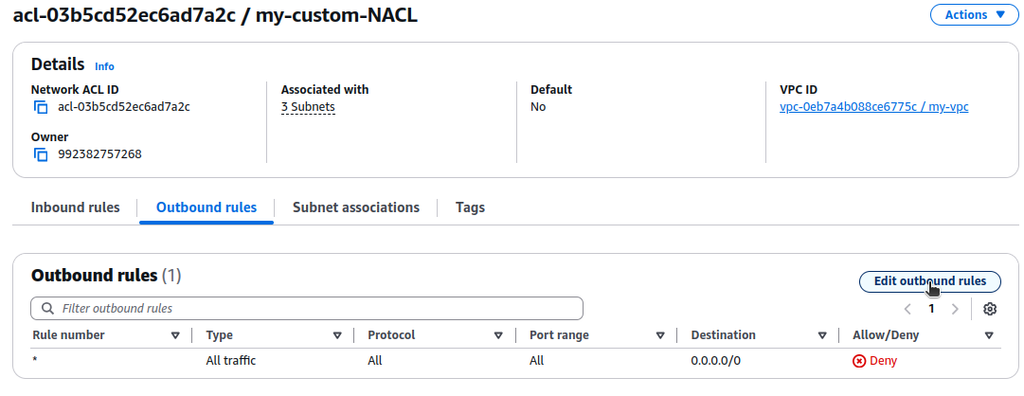 acl-03b5cd52ec6ad7a2c / my-custom-NACL
Actions
Details Info
Network ACL ID
acl-03b5cd52ec6ad7a2c
Associated with
3 Subnets
Default
No
VPC ID
vpc-0eb7a4b088ce6775c / my-vpc
Owner
992382757268
Inbound rules Outbound rules Subnet associations Tags
Outbound rules (1)
Edit outbound rules
Filter outbound rules
1
Rule number Type Protocol Port range Destination Allow/Deny
* All traffic All All 0.0.0.0/0 Deny